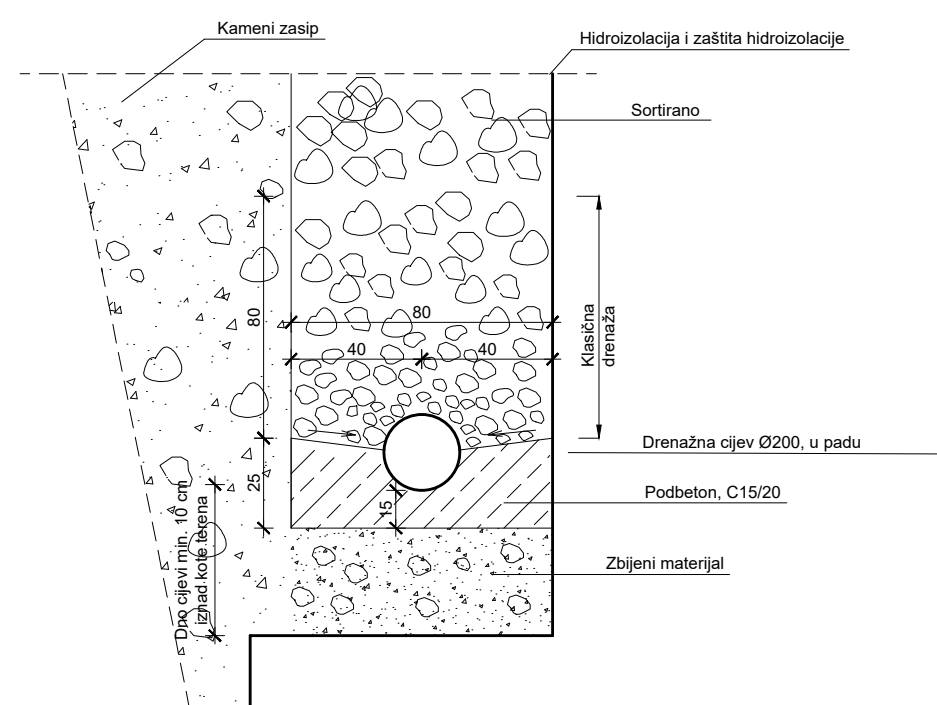 Kameni zasip
Hidroizolacija i zaštita hidroizolacije
Sortirano
80
80
40
40
Klasična
drenaža
Drenažna cijev Ø200, u padu
25
15
Podbeton, C15/20
Dno cijevi min. 10 cm
iznad kote terena
Zbijeni materijal